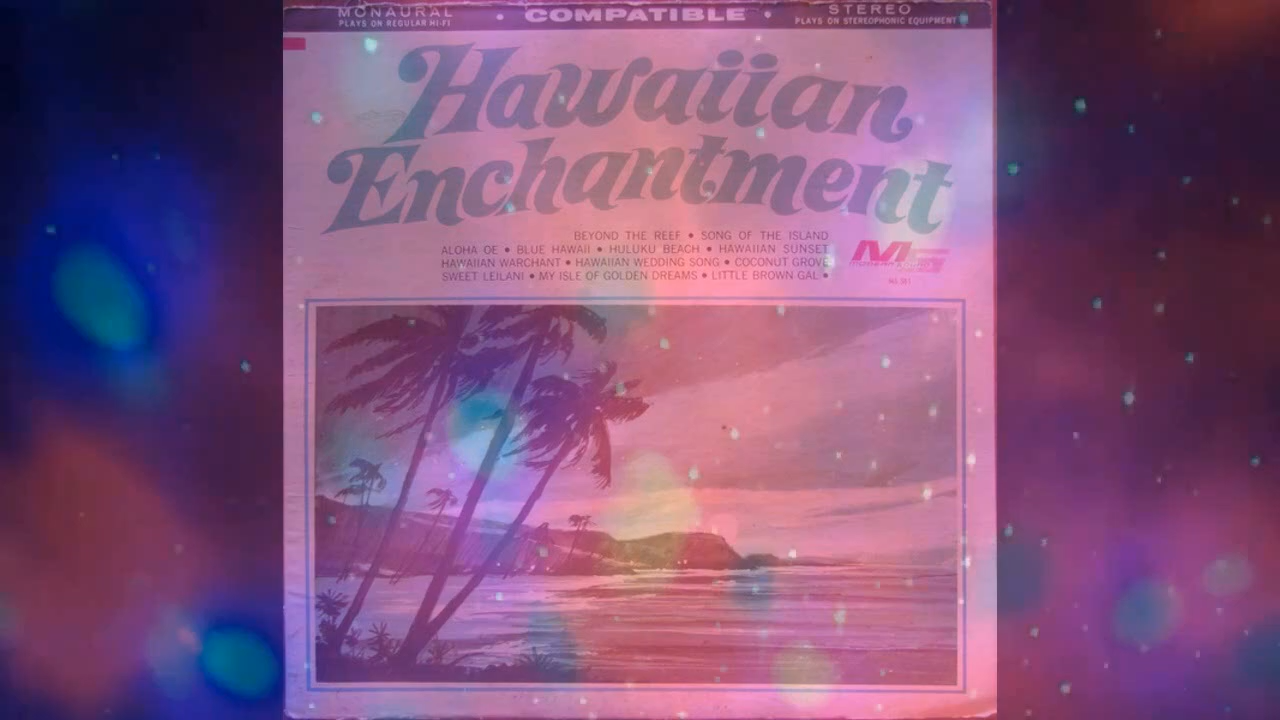 MONAURAL • COMPATIBLE • STEREO
PLAYS ON REGULAR HI-FI PLAYS ON STEREOPHONIC EQUIPMENT
Hawaiian
Enchantment
BEYOND THE REEF • SONG OF THE ISLAND
ALOHA OE • BLUE HAWAII • HULUKU BEACH • HAWAIIAN SUNSET
HAWAIIAN WARCHANT • HAWAIIAN WEDDING SONG • COCONUT GROVE
SWEET LEILANI • MY ISLE OF GOLDEN DREAMS • LITTLE BROWN GAL •